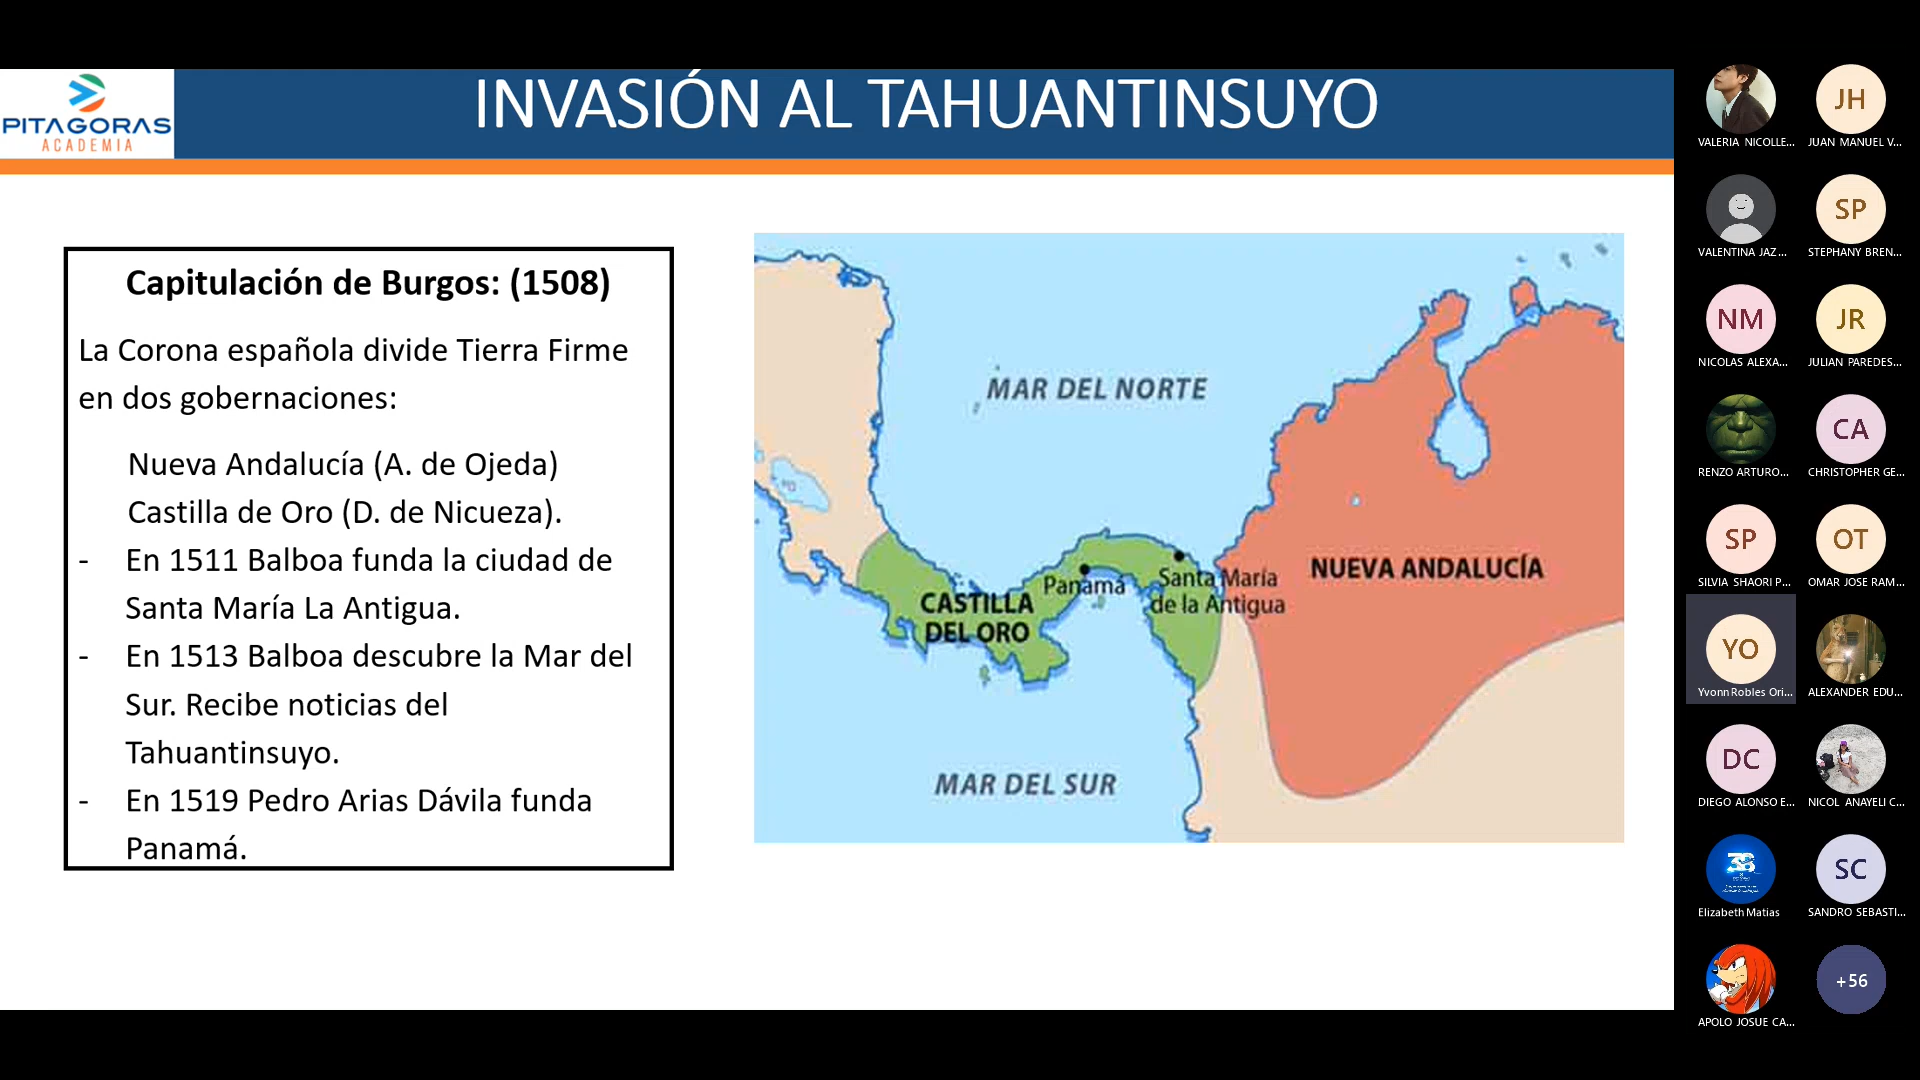 PITAGORAS
ACADEMIA
INVASIÓN AL TAHUANTINSUYO
Capitulación de Burgos: (1508)
La Corona española divide Tierra Firme
en dos gobernaciones:
Nueva Andalucía (A. de Ojeda)
Castilla de Oro (D. de Nicueza).
- En 1511 Balboa funda la ciudad de
Santa María La Antigua.
- En 1513 Balboa descubre la Mar del
Sur. Recibe noticias del
Tahuantinsuyo.
- En 1519 Pedro Arias Dávila funda
Panamá.
MAR DEL NORTE
NUEVA ANDALUCÍA
Panamá
Santa María
de la Antigua
CASTILLA
DEL ORO
MAR DEL SUR
VALERIA NICOLLE...
JH
JUAN MANUEL V...
VALENTINA JAZ...
SP
STEPHANY BREN...
NM
NICOLAS ALEXA...
JR
JULIAN PAREDES...
RENZO ARTURO...
CA
CHRISTOPHER GE...
SP
SILVIA SHAORI P...
OT
OMAR JOSE RAM...
YO
Yvonn Robles Ori...
ALEXANDER EDU...
DC
DIEGO ALONSO E...
NICOL ANAYELI C...
38
Elizabeth Matias
SC
SANDRO SEBASTI...
APOLO JOSUE CA...
+56